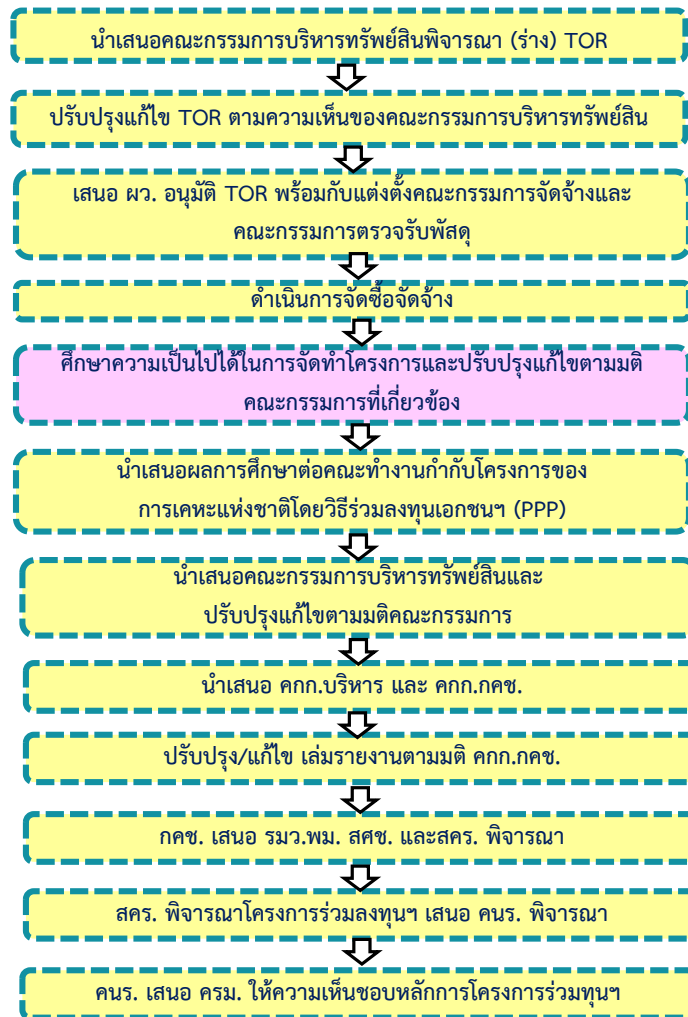 นำเสนอคณะกรรมการบริหารทรัพย์สินพิจารณา (ร่าง) TOR
ปรับปรุงแก้ไข TOR ตามความเห็นของคณะกรรมการบริหารทรัพย์สิน
เสนอ ผว. อนุมัติ TOR พร้อมกับแต่งตั้งคณะกรรมการจัดจ้างและ
คณะกรรมการตรวจรับพัสดุ
ดำเนินการจัดซื้อจัดจ้าง
ศึกษาความเป็นไปได้ในการจัดทำโครงการและปรับปรุงแก้ไขตามมติ
คณะกรรมการที่เกี่ยวข้อง
นำเสนอผลการศึกษาต่อคณะทำงานกำกับโครงการของ
การเคหะแห่งชาติโดยวิธีร่วมลงทุนเอกชนฯ (PPP)
นำเสนอคณะกรรมการบริหารทรัพย์สินและ
ปรับปรุงแก้ไขตามมติคณะกรรมการ
นำเสนอ คกก.บริหาร และ คกก.กคช.
ปรับปรุง/แก้ไข เล่มรายงานตามมติ คกก.กคช.
กคช. เสนอ รมว.พม. สศช. และสคร. พิจารณา
สคร. พิจารณาโครงการร่วมลงทุนฯ เสนอ คนร. พิจารณา
คนร. เสนอ ครม. ให้ความเห็นชอบหลักการโครงการร่วมทุนฯ